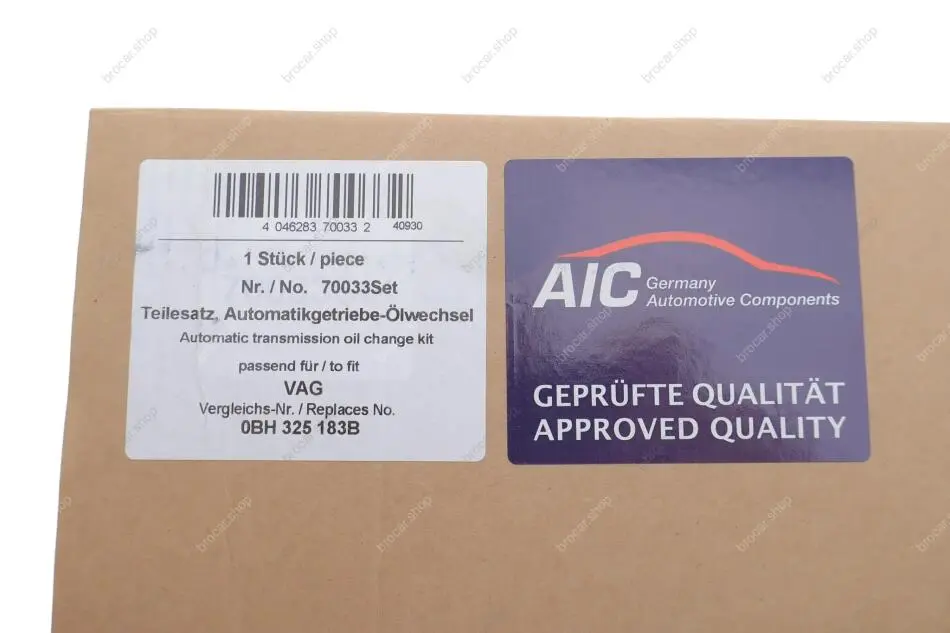 4 046283 70033 2 40930
1 Stück / piece
Nr. / No. 70033Set
Teilesatz, Automatikgetriebe-Ölwechsel
Automatic transmission oil change kit
passend für / to fit
VAG
Vergleichs-Nr. / Replaces No.
0BH 325 183B
AIC Germany
Automotive Components
GEPRÜFTE QUALITÄT
APPROVED QUALITY
brocar.shop